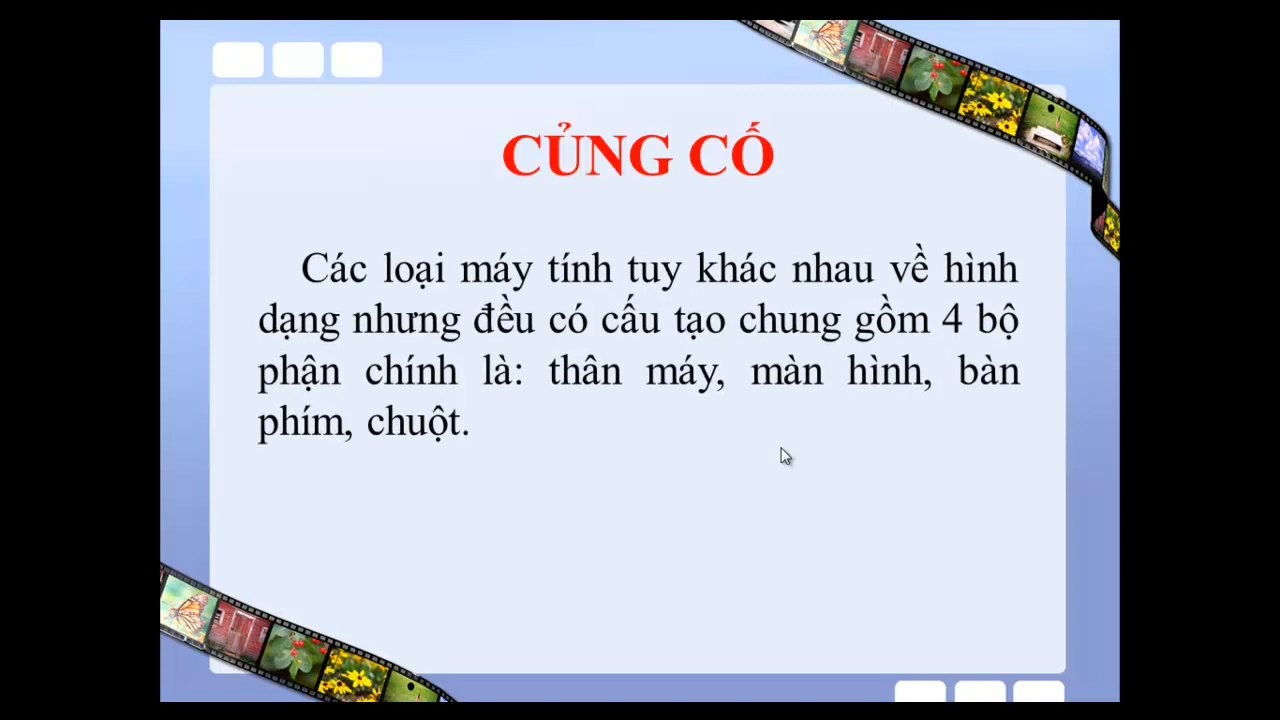 CỦNG CỐ
Các loại máy tính tuy khác nhau về hình
dạng nhưng đều có cấu tạo chung gồm 4 bộ
phận chính là: thân máy, màn hình, bàn
phím, chuột.